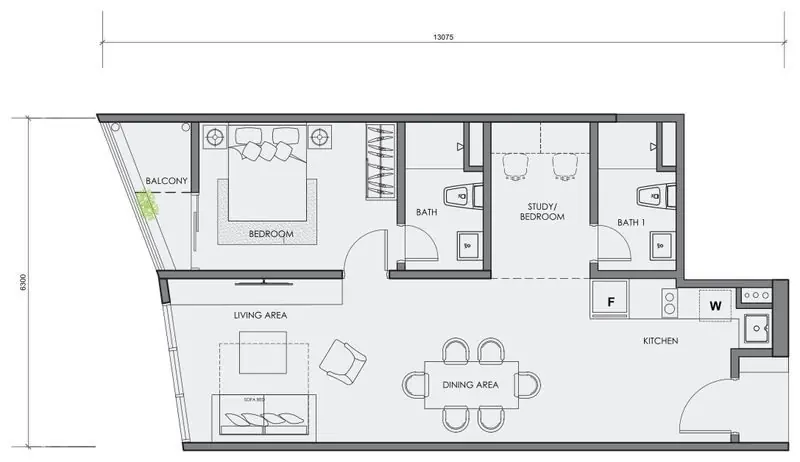 13075
6300
BALCONY
BEDROOM
BATH
STUDY/
BEDROOM
BATH 1
LIVING AREA
F
W
KITCHEN
DINING AREA
SOFA BED